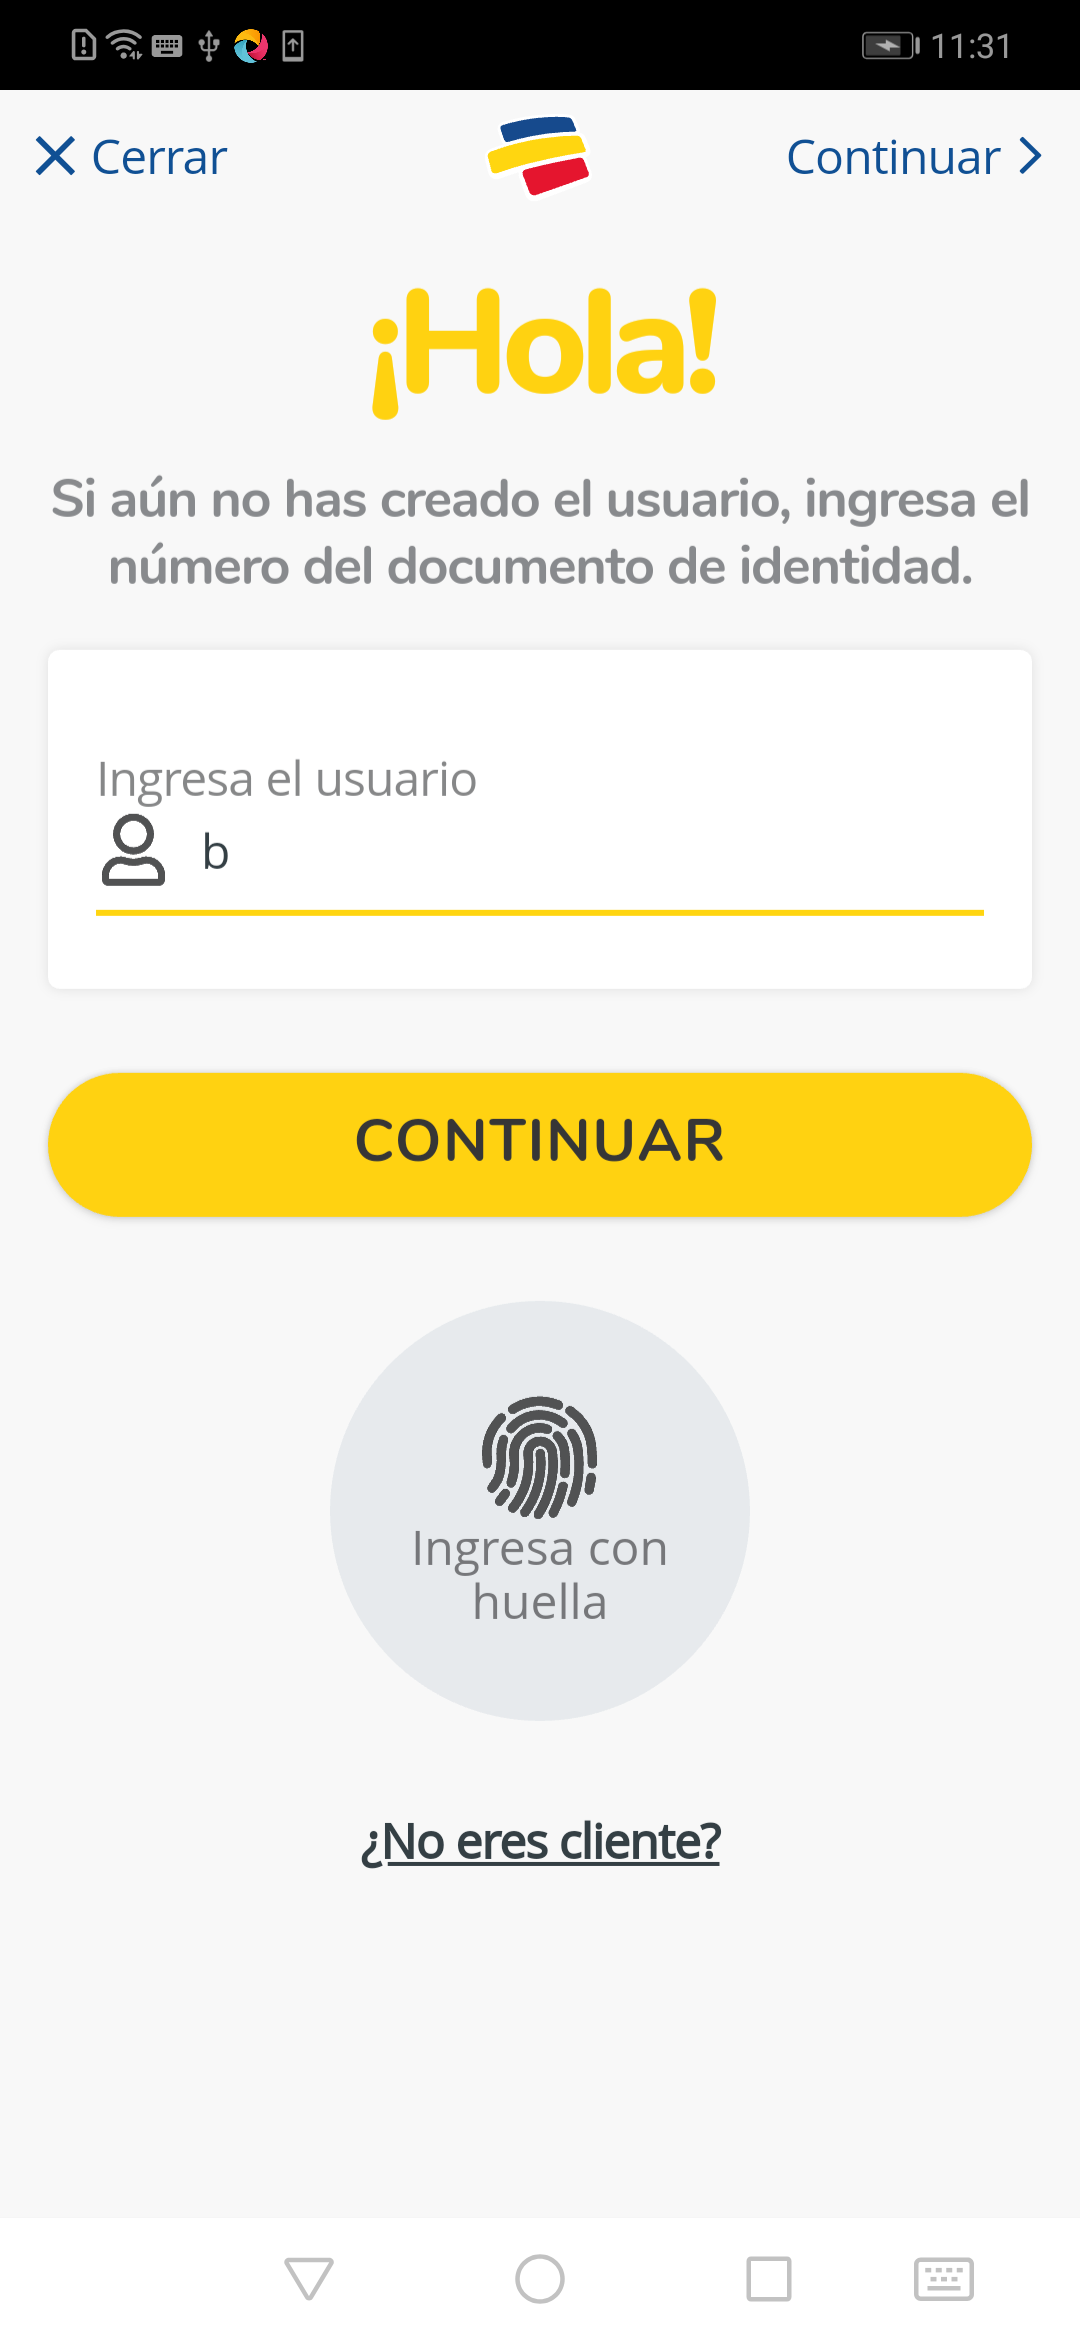 11:31
Cerrar
Continuar
¡Hola!
Si aún no has creado el usuario, ingresa el
número del documento de identidad.
Ingresa el usuario
b
CONTINUAR
Ingresa con
huella
¿No eres cliente?